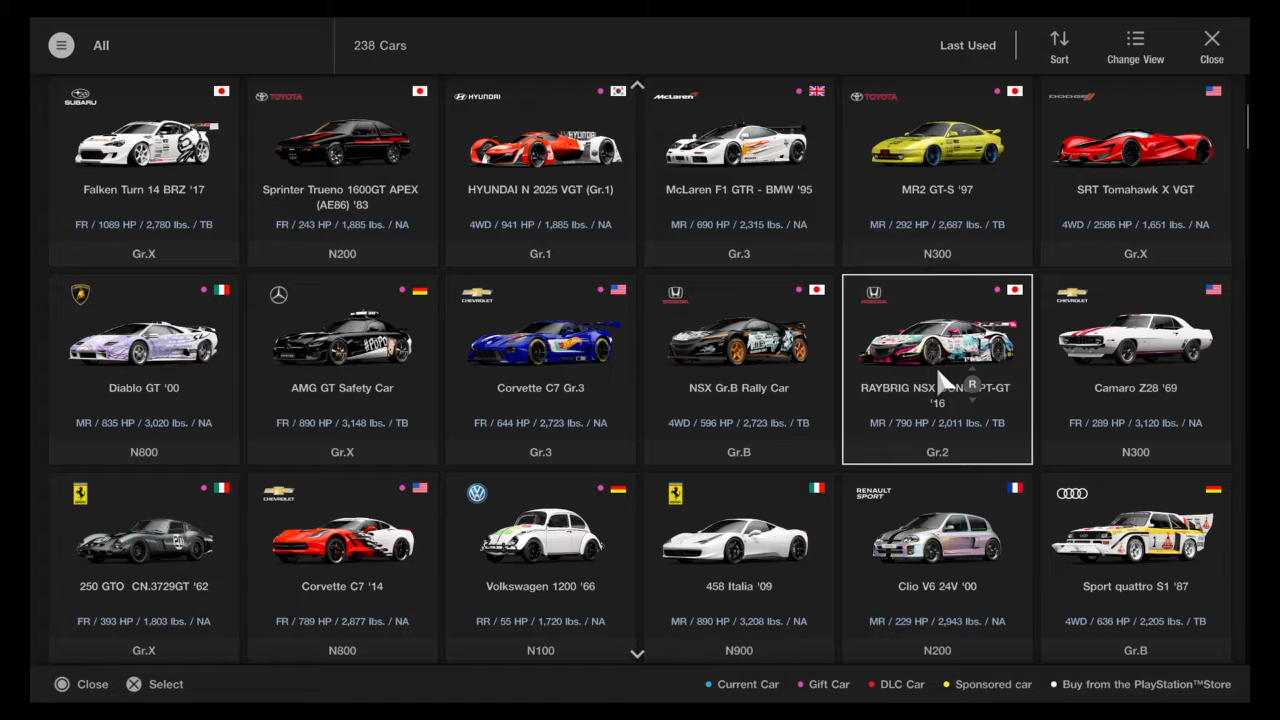 All
238 Cars
Last Used
Sort
Change View
Close
SUBARU
TOYOTA
HYUNDAI
McLaren
TOYOTA
DODGE
Falken Turn 14 BRZ '17
Sprinter Trueno 1600GT APEX
(AE86) '83
HYUNDAI N 2025 VGT (Gr.1)
McLaren F1 GTR - BMW '95
MR2 GT-S '97
SRT Tomahawk X VGT
FR / 1089 HP / 2,780 lbs. / TB
FR / 243 HP / 1,885 lbs. / NA
4WD / 941 HP / 1,885 lbs. / NA
MR / 690 HP / 2,315 lbs. / NA
MR / 292 HP / 2,687 lbs. / TB
4WD / 2586 HP / 1,651 lbs. / NA
Gr.X
N200
Gr.1
Gr.3
N300
Gr.X
CHEVROLET
HONDA
HONDA
CHEVROLET
#POPO
Diablo GT '00
AMG GT Safety Car
Corvette C7 Gr.3
NSX Gr.B Rally Car
RAYBRIG NSX PT-GT
'16
Camaro Z28 '69
R
MR / 835 HP / 3,020 lbs. / NA
FR / 890 HP / 3,148 lbs. / TB
FR / 644 HP / 2,723 lbs. / NA
4WD / 596 HP / 2,723 lbs. / TB
MR / 790 HP / 2,011 lbs. / TB
FR / 289 HP / 3,120 lbs. / NA
N800
Gr.X
Gr.3
Gr.B
Gr.2
N300
CHEVROLET
RENAULT
SPORT
250 GTO CN.3729GT '62
Corvette C7 '14
Volkswagen 1200 '66
458 Italia '09
Clio V6 24V '00
Sport quattro S1 '87
FR / 393 HP / 1,803 lbs. / NA
FR / 789 HP / 2,877 lbs. / NA
RR / 55 HP / 1,720 lbs. / NA
MR / 890 HP / 3,208 lbs. / NA
MR / 229 HP / 2,943 lbs. / NA
4WD / 636 HP / 2,205 lbs. / TB
Gr.X
N800
N100
N900
N200
Gr.B
Close
Select
Current Car
Gift Car
DLC Car
Sponsored car
Buy from the PlayStation™Store